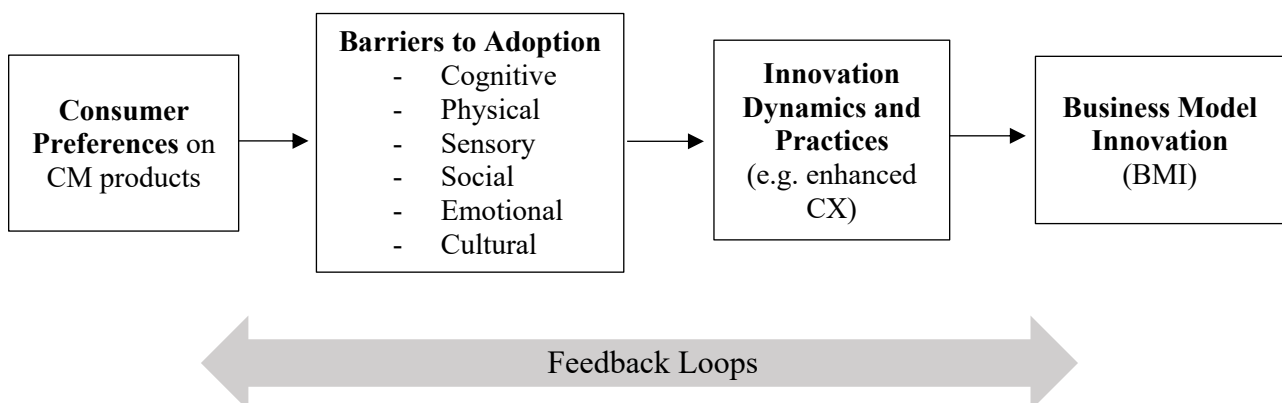 Consumer
Preferences on
CM products
Barriers to Adoption
- Cognitive
- Physical
- Sensory
- Social
- Emotional
- Cultural
Innovation
Dynamics and
Practices
(e.g. enhanced
CX)
Business Model
Innovation
(BMI)
Feedback Loops